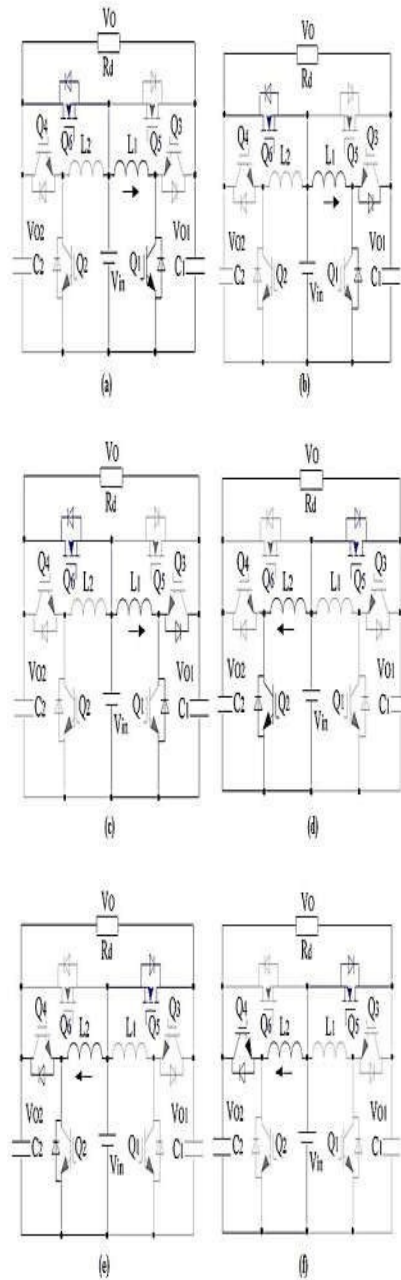 Vo Vo
Rd Rd
Q4 Q3 Q4 Q3
Q6 L2 L1 Q5 Q6 L2 L1 Q5
VO2 VO1 VO2 VO1
C2 Q2 Vin Q1 C1 C2 Q2 Vin Q1 C1
(a) (b)
Vo Vo
Rd Rd
Q4 Q3 Q4 Q3
Q6 L2 L1 Q5 Q6 L2 L1 Q5
VO2 VO1 VO2 VO1
C2 Q2 Vin Q1 C1 C2 Q2 Vin Q1 C1
(c) (d)
Vo Vo
Rd Rd
Q4 Q3 Q4 Q3
Q6 L2 L1 Q5 Q6 L2 L1 Q5
VO2 VO1 VO2 VO1
C2 Q2 Vin Q1 C1 C2 Q2 Vin Q1 C1
(e) (f)